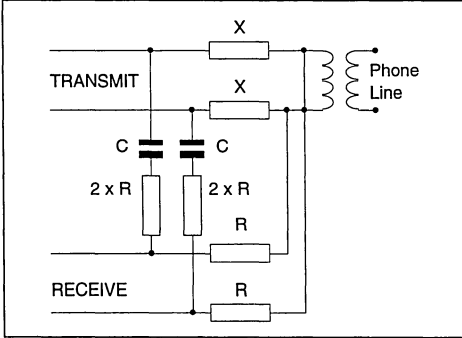 X
TRANSMIT
Phone
Line
X
C
C
2 x R
2 x R
R
RECEIVE
R